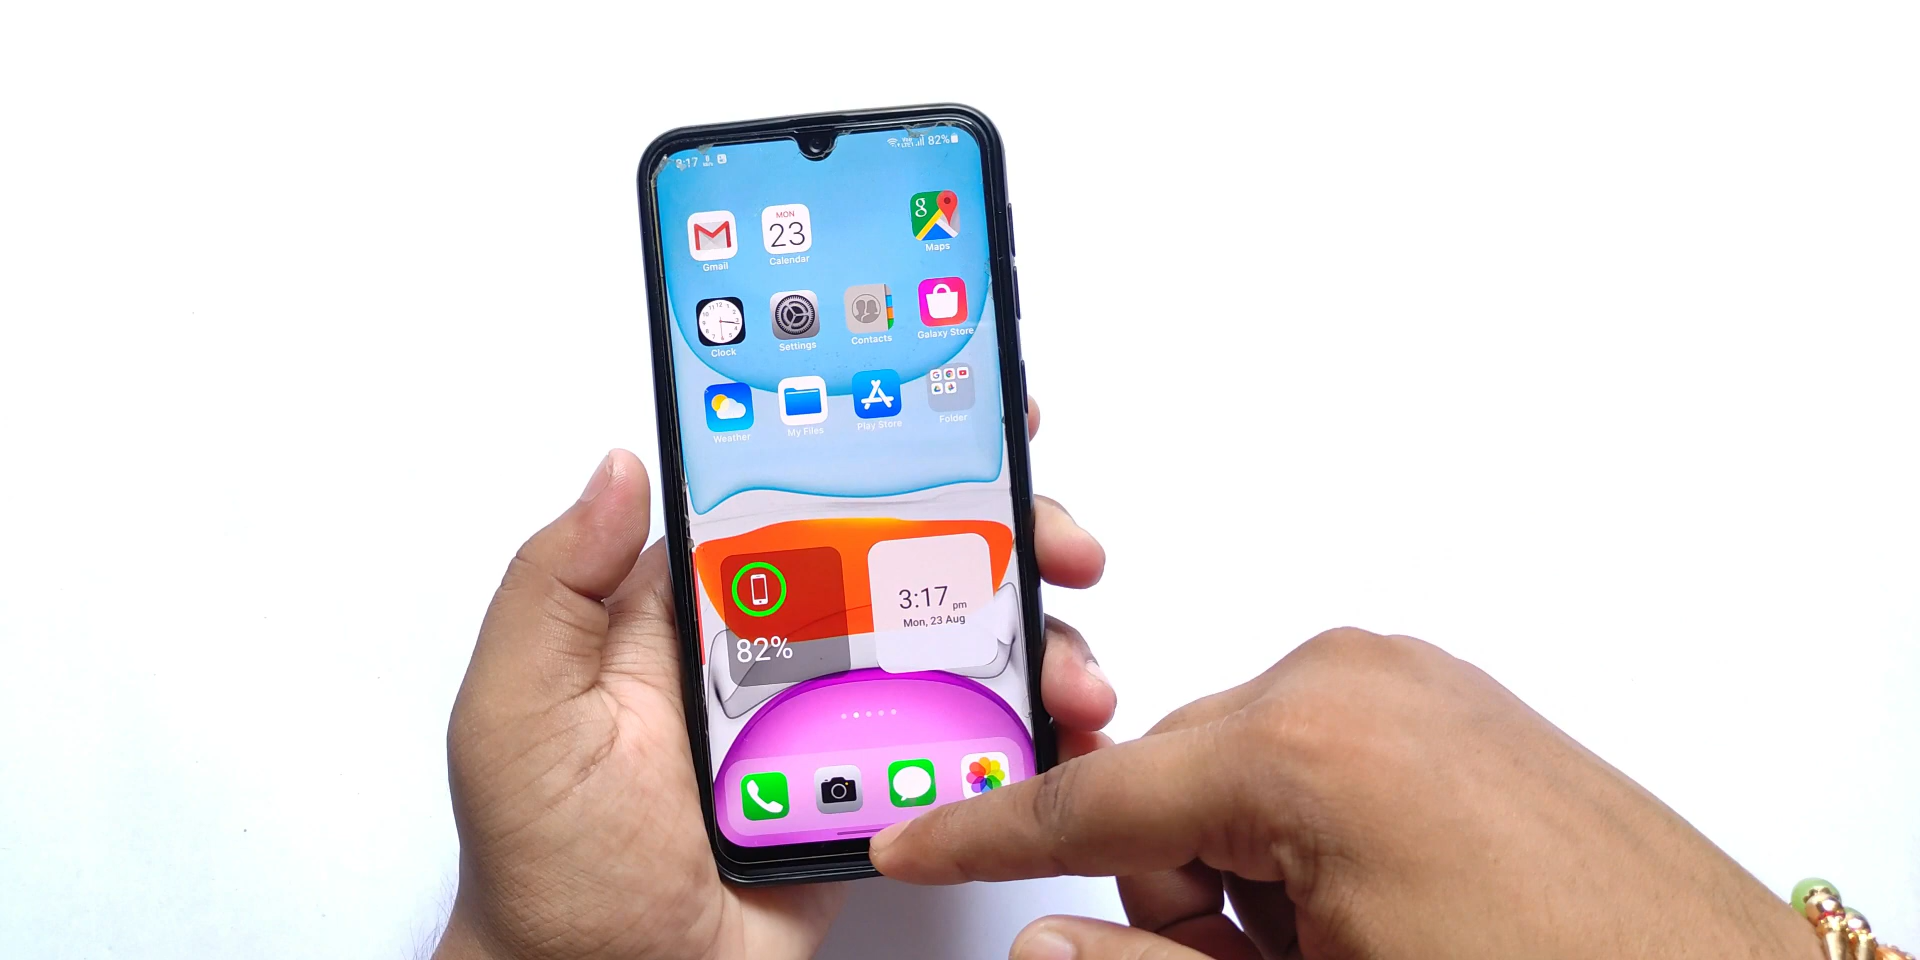 3:17
82%
MON
23
g
Gmail
Calendar
Maps
Clock
Settings
Contacts
Galaxy Store
Weather
My Files
Play Store
Folder
82%
3:17 pm
Mon, 23 Aug